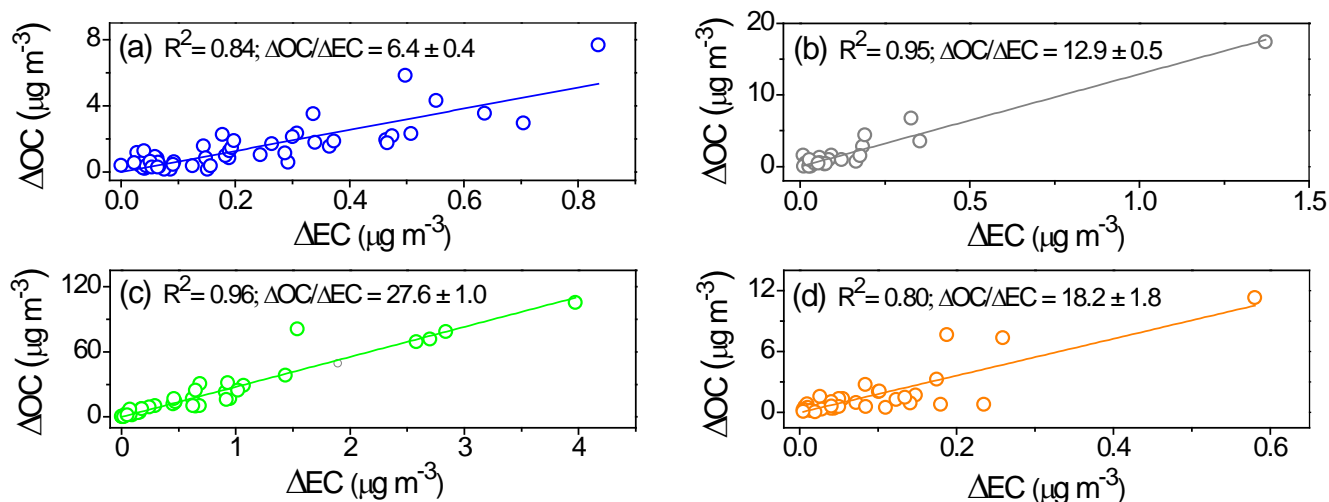 (a) R² = 0.84; ΔOC/ΔEC = 6.4 ± 0.4
ΔOC (μg m⁻³)
8
4
0
0.0 0.2 0.4 0.6 0.8
ΔEC (μg m⁻³)
(b) R² = 0.95; ΔOC/ΔEC = 12.9 ± 0.5
ΔOC (μg m⁻³)
20
10
0
0.0 0.5 1.0 1.5
ΔEC (μg m⁻³)
(c) R² = 0.96; ΔOC/ΔEC = 27.6 ± 1.0
ΔOC (μg m⁻³)
120
60
0
0 1 2 3 4
ΔEC (μg m⁻³)
(d) R² = 0.80; ΔOC/ΔEC = 18.2 ± 1.8
ΔOC (μg m⁻³)
12
6
0
0.0 0.2 0.4 0.6
ΔEC (μg m⁻³)